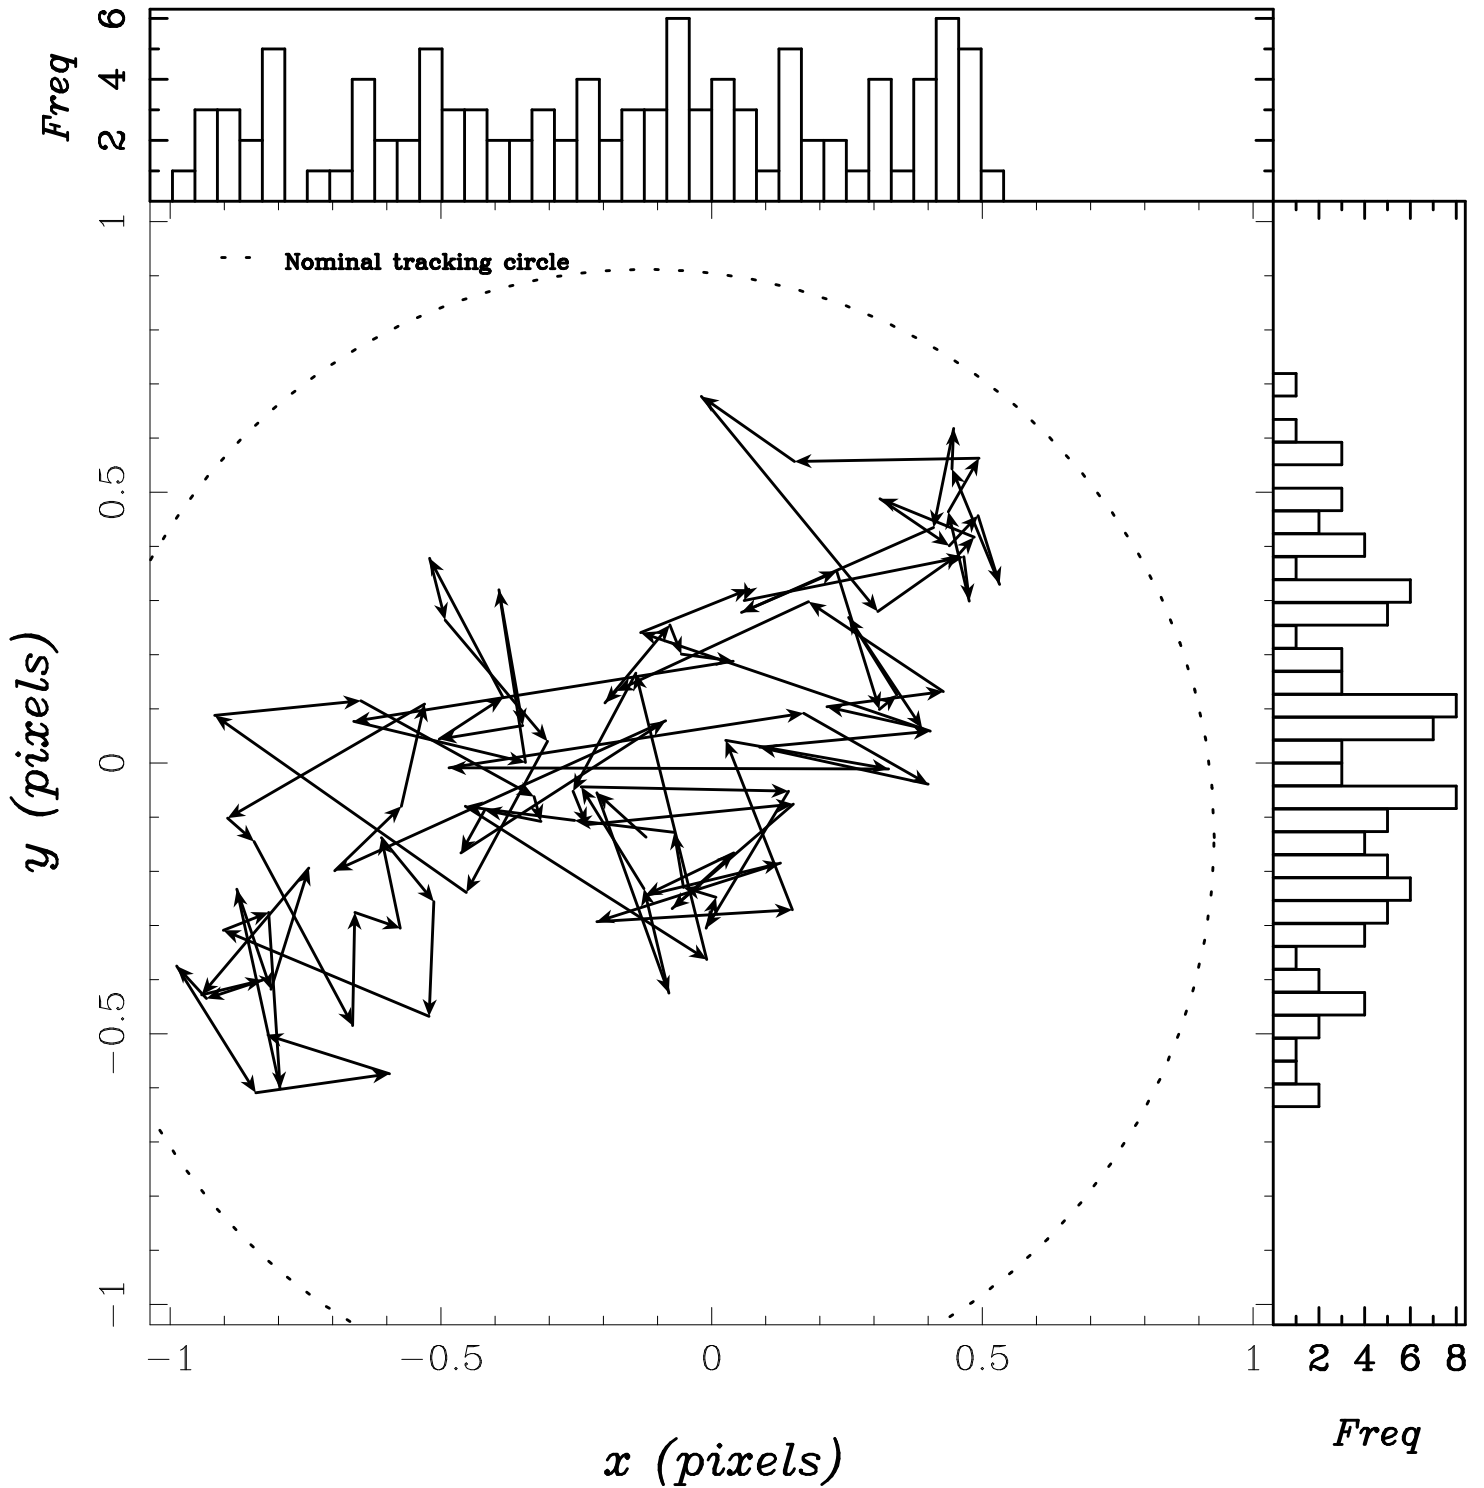 Freq
2 4 6
Nominal tracking circle
y (pixels)
−1 −0.5 0 0.5 1
−1 −0.5 0 0.5 1
x (pixels)
2 4 6 8
Freq